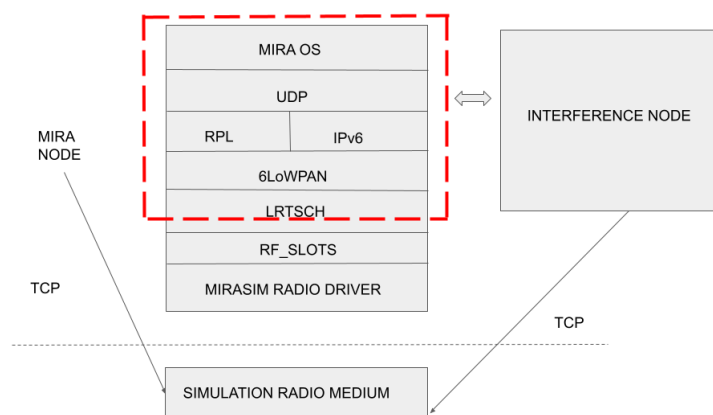 MIRA OS
UDP
RPL
IPv6
6LoWPAN
LRTSCH
RF_SLOTS
MIRASIM RADIO DRIVER
MIRA
NODE
INTERFERENCE NODE
TCP
TCP
SIMULATION RADIO MEDIUM